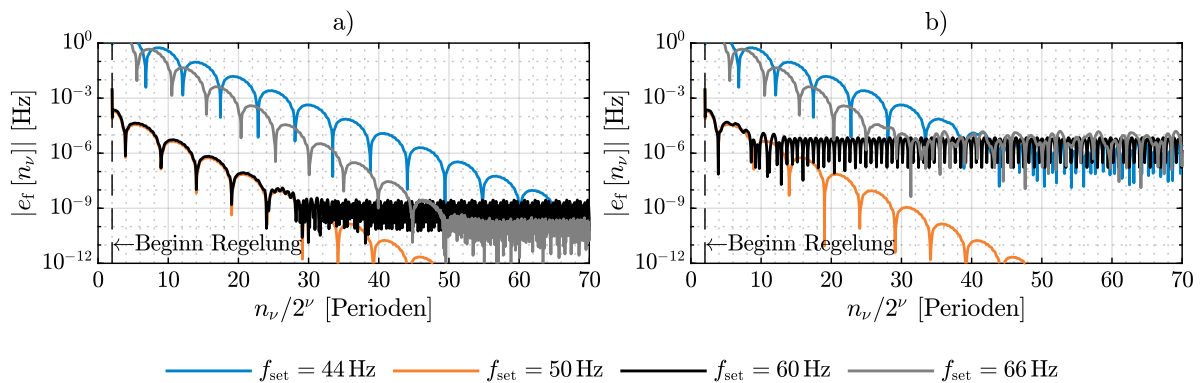 a)
|e_f [n_ν]| [Hz]
10^0
10^−3
10^−6
10^−9
10^−12
←Beginn Regelung
0 10 20 30 40 50 60 70
n_ν/2^ν [Perioden]
b)
|e_f [n_ν]| [Hz]
10^0
10^−3
10^−6
10^−9
10^−12
←Beginn Regelung
0 10 20 30 40 50 60 70
n_ν/2^ν [Perioden]
f_set = 44 Hz f_set = 50 Hz f_set = 60 Hz f_set = 66 Hz